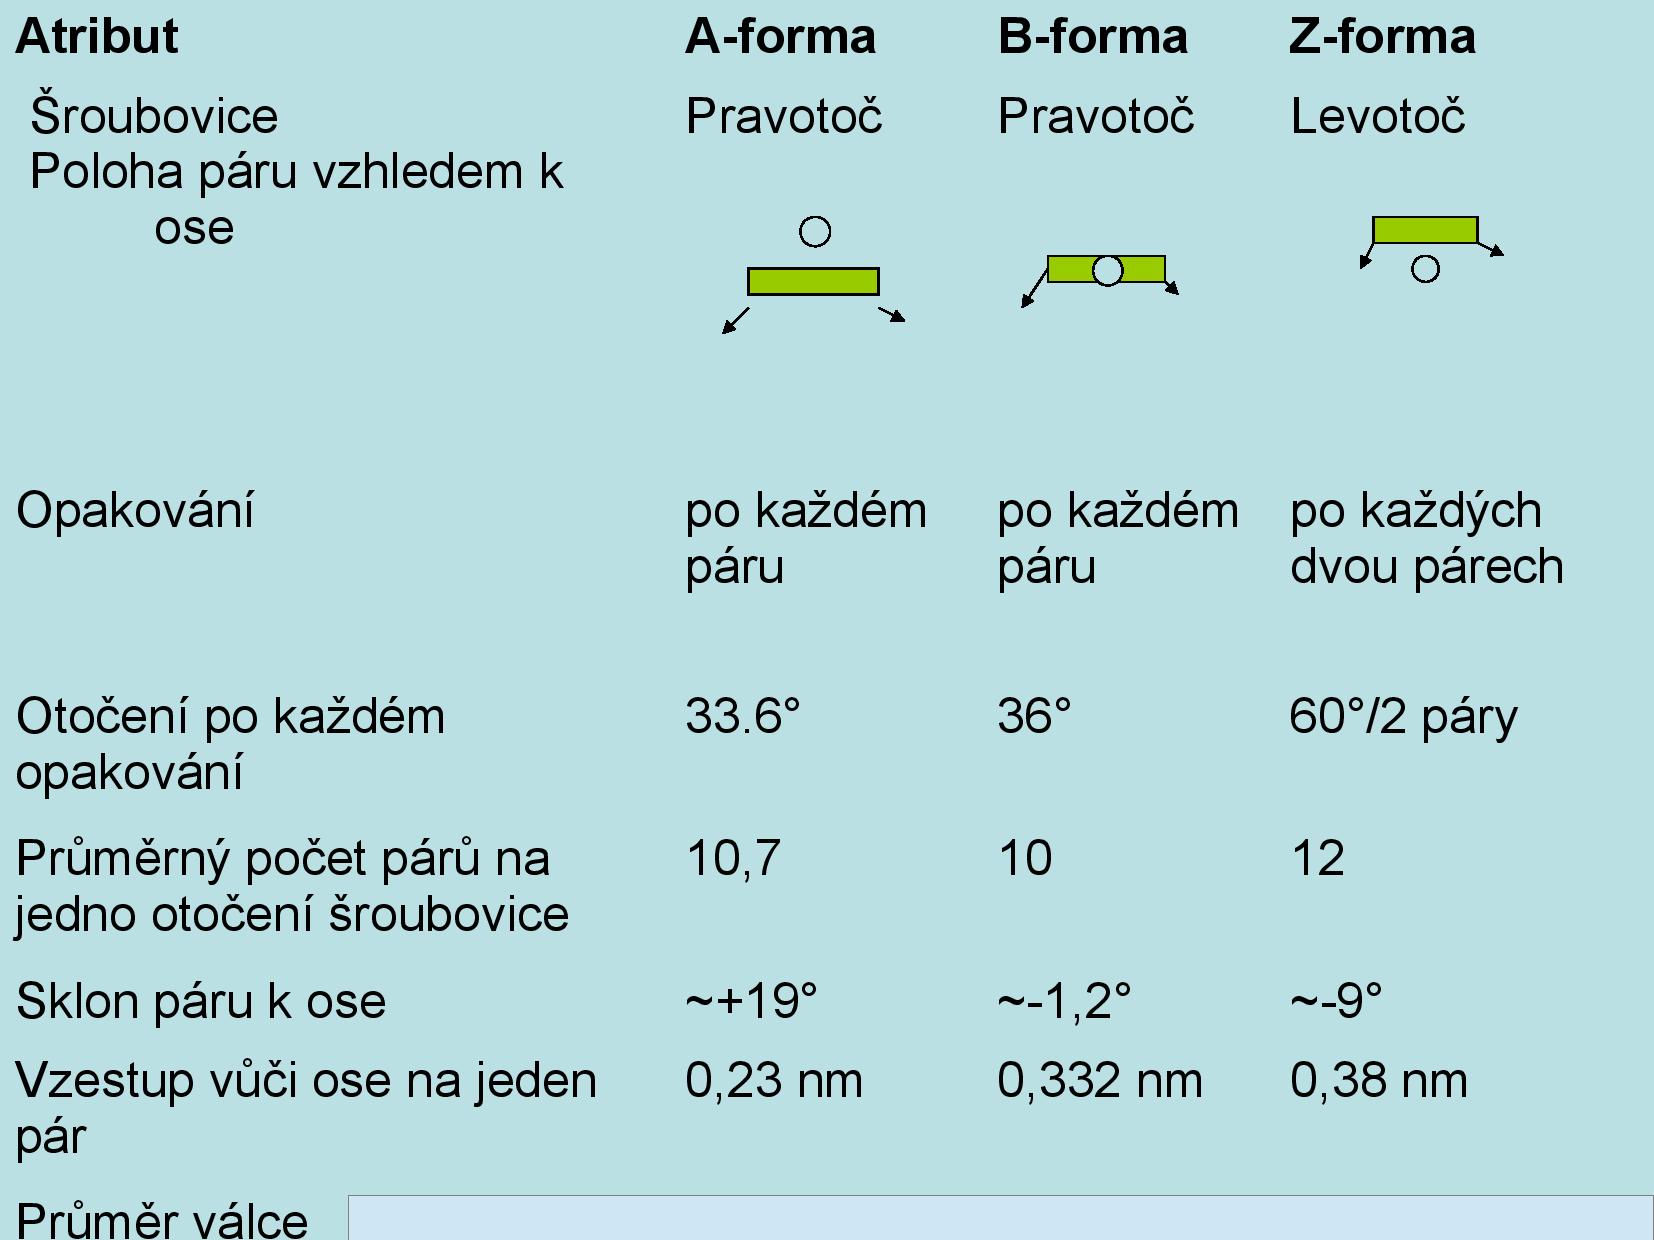 Atribut A-forma B-forma Z-forma
Šroubovice Pravotoč Pravotoč Levotoč
Poloha páru vzhledem k
ose
Opakování po každém po každém po každých
páru páru dvou párech
Otočení po každém 33.6° 36° 60°/2 páry
opakování
Průměrný počet párů na 10,7 10 12
jedno otočení šroubovice
Sklon páru k ose ~+19° ~-1,2° ~-9°
Vzestup vůči ose na jeden 0,23 nm 0,332 nm 0,38 nm
pár
Průměr válce